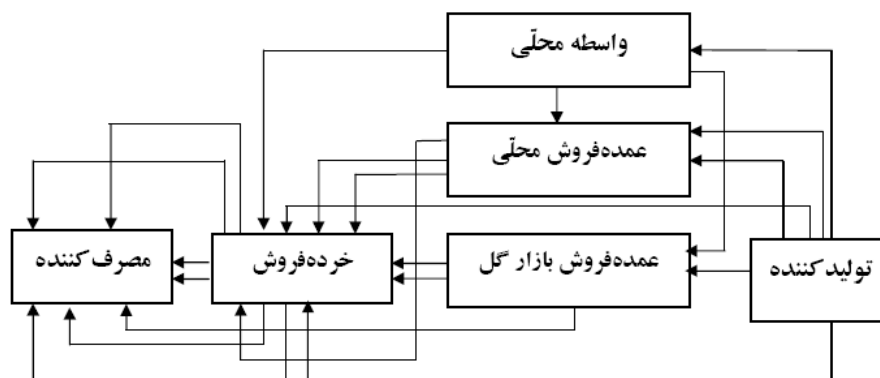 واسطه محلّی
عمده‌فروش محلّی
عمده‌فروش بازار گل
تولیدکننده
خرده‌فروش
مصرف کننده